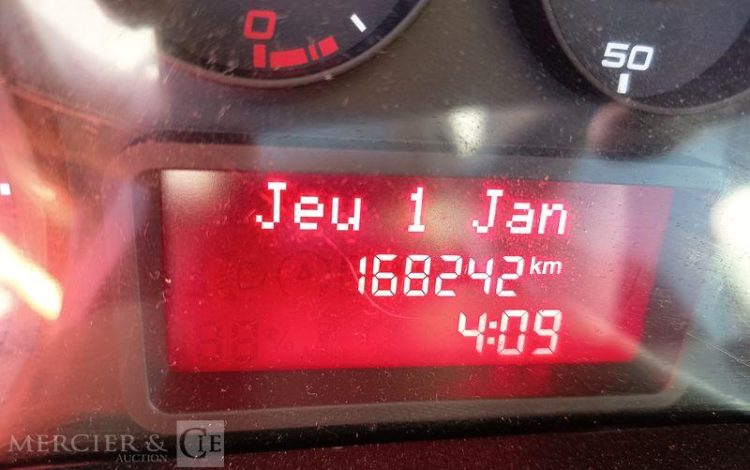 0
50
Jeu 1 Jan
168242 km
4:09
MERCIER & CIE
AUCTION